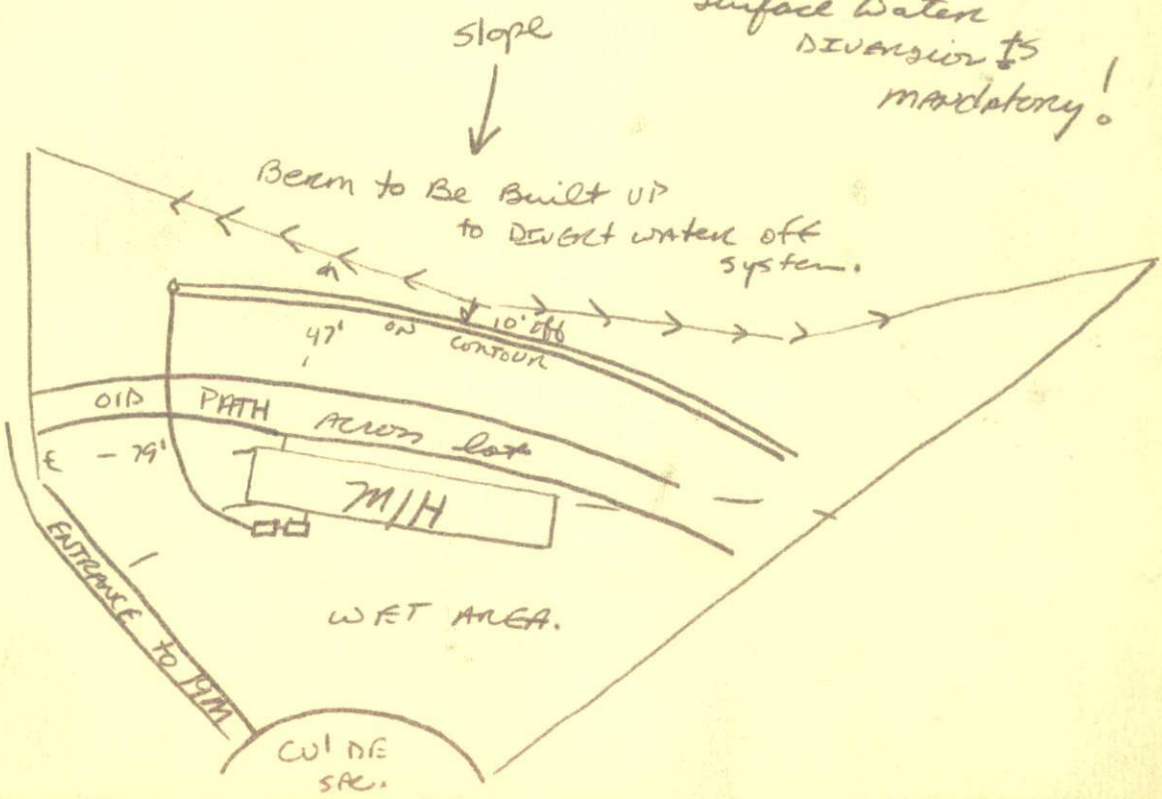 Surface Water
DIVERSION IS
MANDATORY!
slope
Berm to Be Built UP
to DIVERT WATER off
System.
10' off
47' ON CONTOUR
OLD PATH ACROSS lot
- 79'
M/H
ENTRANCE to 19M
WET AREA.
CUl DE
SAC.